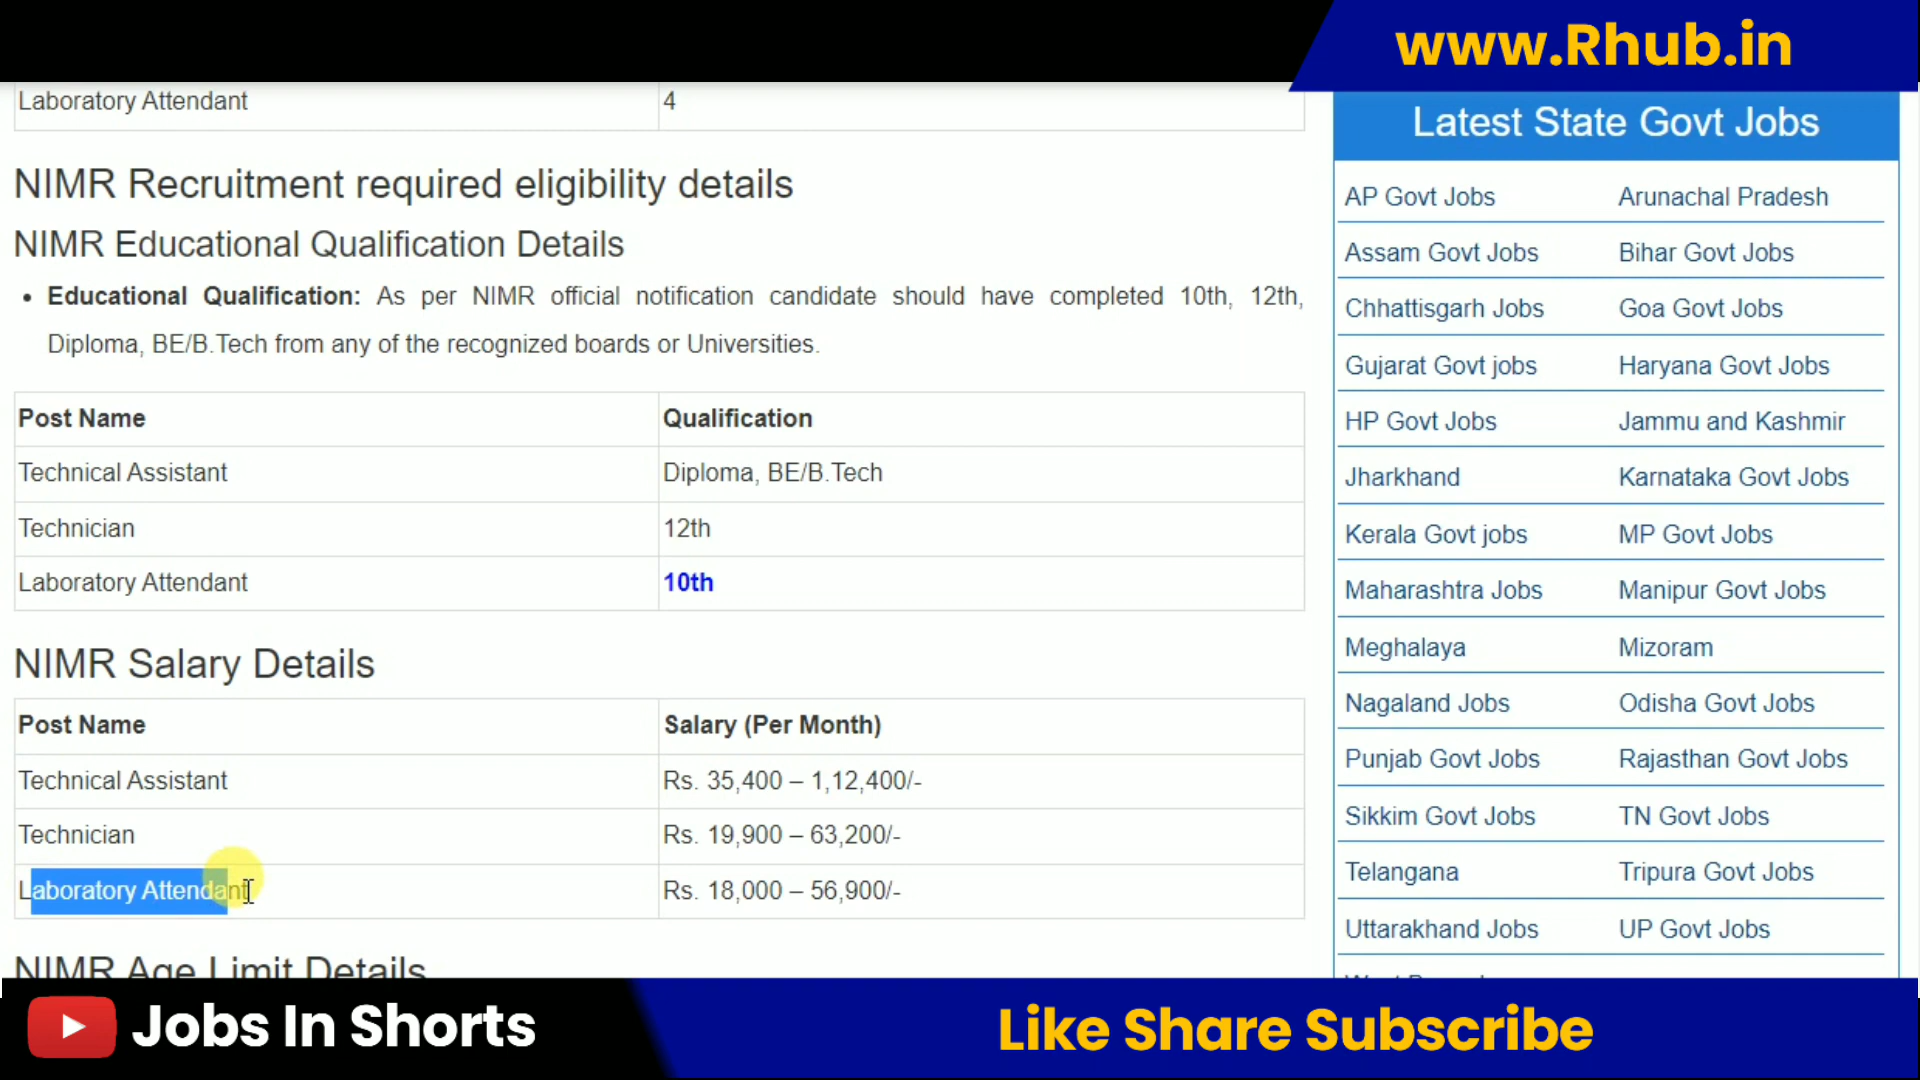 www.Rhub.in
Laboratory Attendant 4
NIMR Recruitment required eligibility details
NIMR Educational Qualification Details
• Educational Qualification: As per NIMR official notification candidate should have completed 10th, 12th,
Diploma, BE/B.Tech from any of the recognized boards or Universities.
Post Name Qualification
Technical Assistant Diploma, BE/B.Tech
Technician 12th
Laboratory Attendant 10th
NIMR Salary Details
Post Name Salary (Per Month)
Technical Assistant Rs. 35,400 – 1,12,400/-
Technician Rs. 19,900 – 63,200/-
Laboratory Attendant Rs. 18,000 – 56,900/-
NIMR Age Limit Details
Latest State Govt Jobs
AP Govt Jobs Arunachal Pradesh
Assam Govt Jobs Bihar Govt Jobs
Chhattisgarh Jobs Goa Govt Jobs
Gujarat Govt jobs Haryana Govt Jobs
HP Govt Jobs Jammu and Kashmir
Jharkhand Karnataka Govt Jobs
Kerala Govt jobs MP Govt Jobs
Maharashtra Jobs Manipur Govt Jobs
Meghalaya Mizoram
Nagaland Jobs Odisha Govt Jobs
Punjab Govt Jobs Rajasthan Govt Jobs
Sikkim Govt Jobs TN Govt Jobs
Telangana Tripura Govt Jobs
Uttarakhand Jobs UP Govt Jobs
Jobs In Shorts
Like Share Subscribe